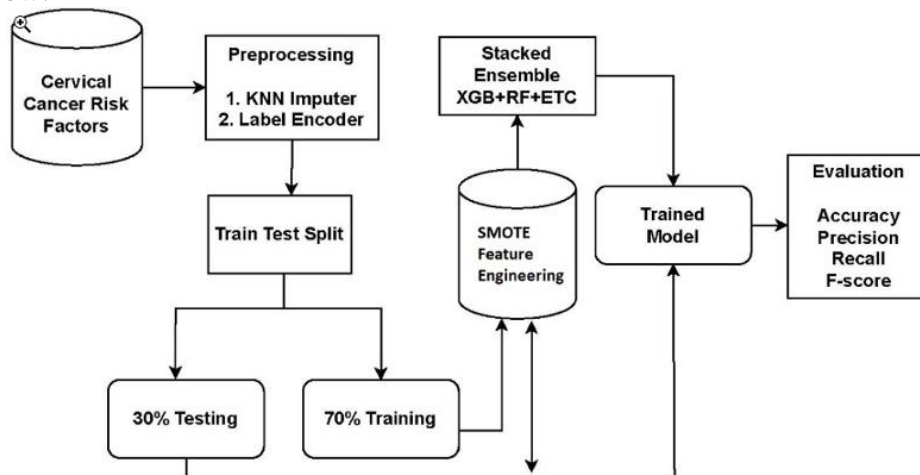 Cervical
Cancer Risk
Factors
Preprocessing
1. KNN Imputer
2. Label Encoder
Train Test Split
30% Testing
70% Training
SMOTE
Feature
Engineering
Stacked
Ensemble
XGB+RF+ETC
Trained
Model
Evaluation
Accuracy
Precision
Recall
F-score